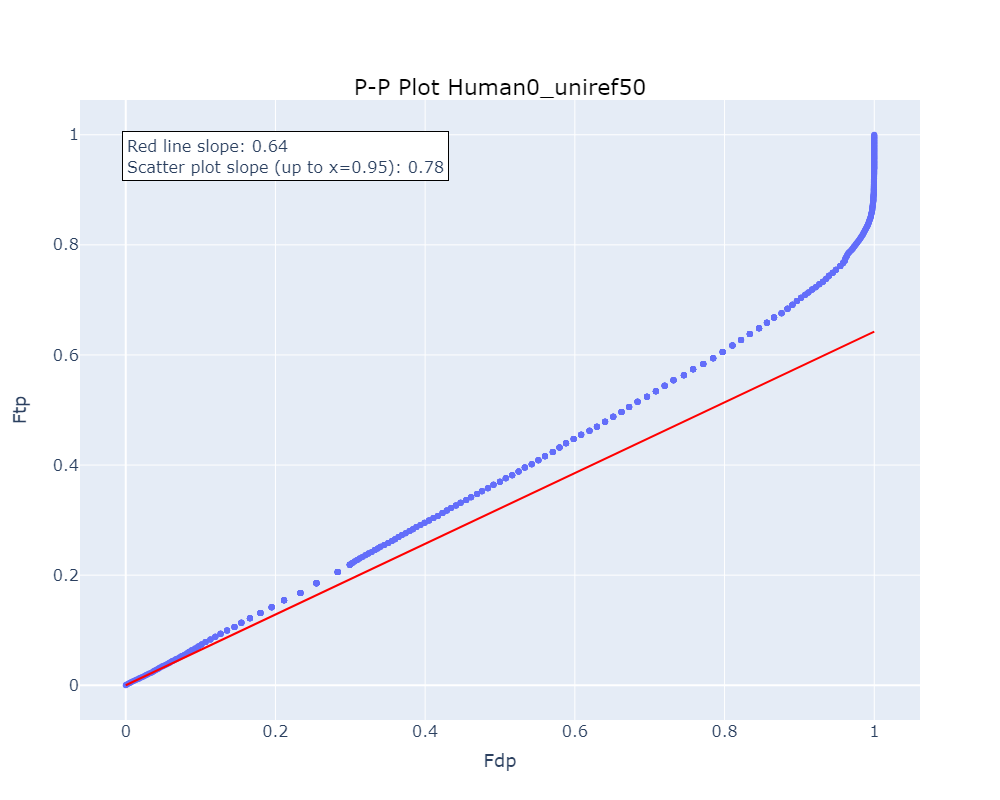 P-P Plot Human0_uniref50
Red line slope: 0.64
Scatter plot slope (up to x=0.95): 0.78
1
0.8
0.6
0.4
0.2
0
Ftp
0 0.2 0.4 0.6 0.8 1
Fdp